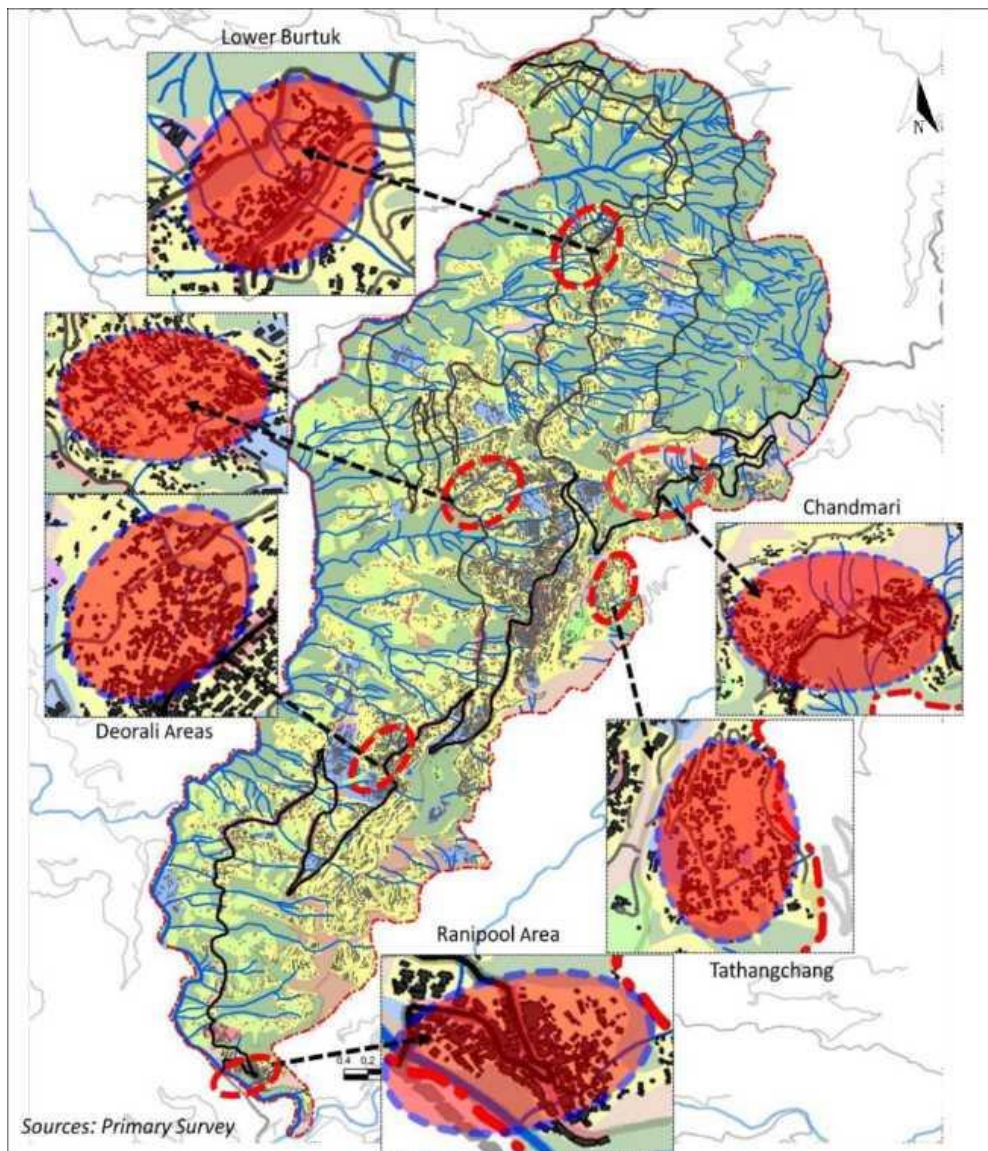 Lower Burtuk
N
Chandmari
Deorali Areas
Ranipool Area
Tathangchang
0.4 0.2
Sources: Primary Survey